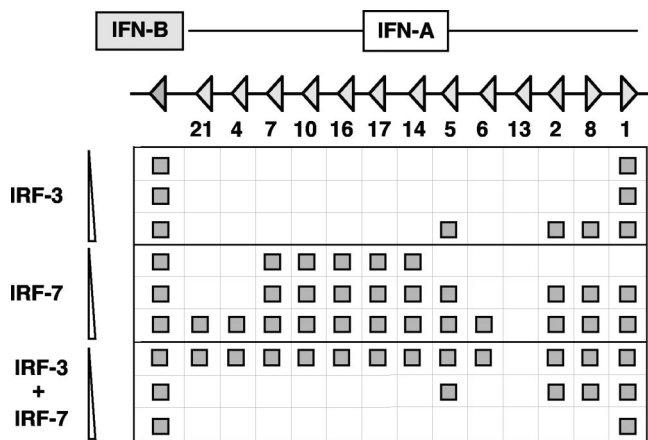 IFN-B IFN-A
21 4 7 10 16 17 14 5 6 13 2 8 1
IRF-3
IRF-7
IRF-3
+
IRF-7